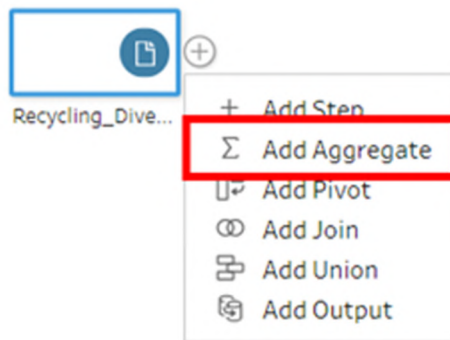 Recycling_Dive...
Add Step
Σ Add Aggregate
Add Pivot
Add Join
Add Union
Add Output